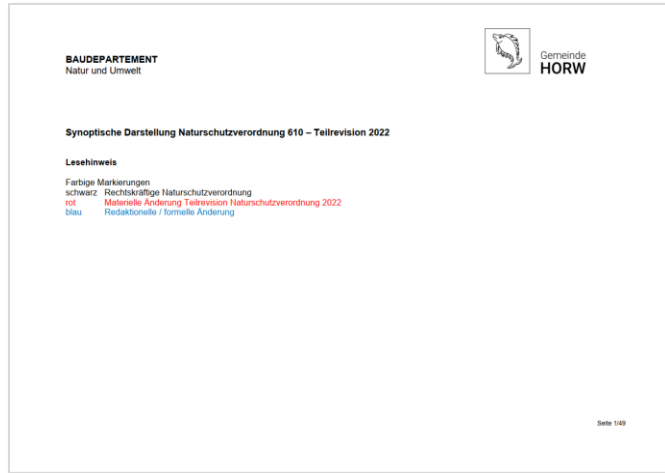 BAUDEPARTEMENT
Natur und Umwelt
Gemeinde
HORW
Synoptische Darstellung Naturschutzverordnung 610 – Teilrevision 2022
Lesehinweis
Farbige Markierungen
schwarz Rechtskräftige Naturschutzverordnung
rot Materielle Änderung Teilrevision Naturschutzverordnung 2022
blau Redaktionelle / formelle Änderung
Seite 1/49